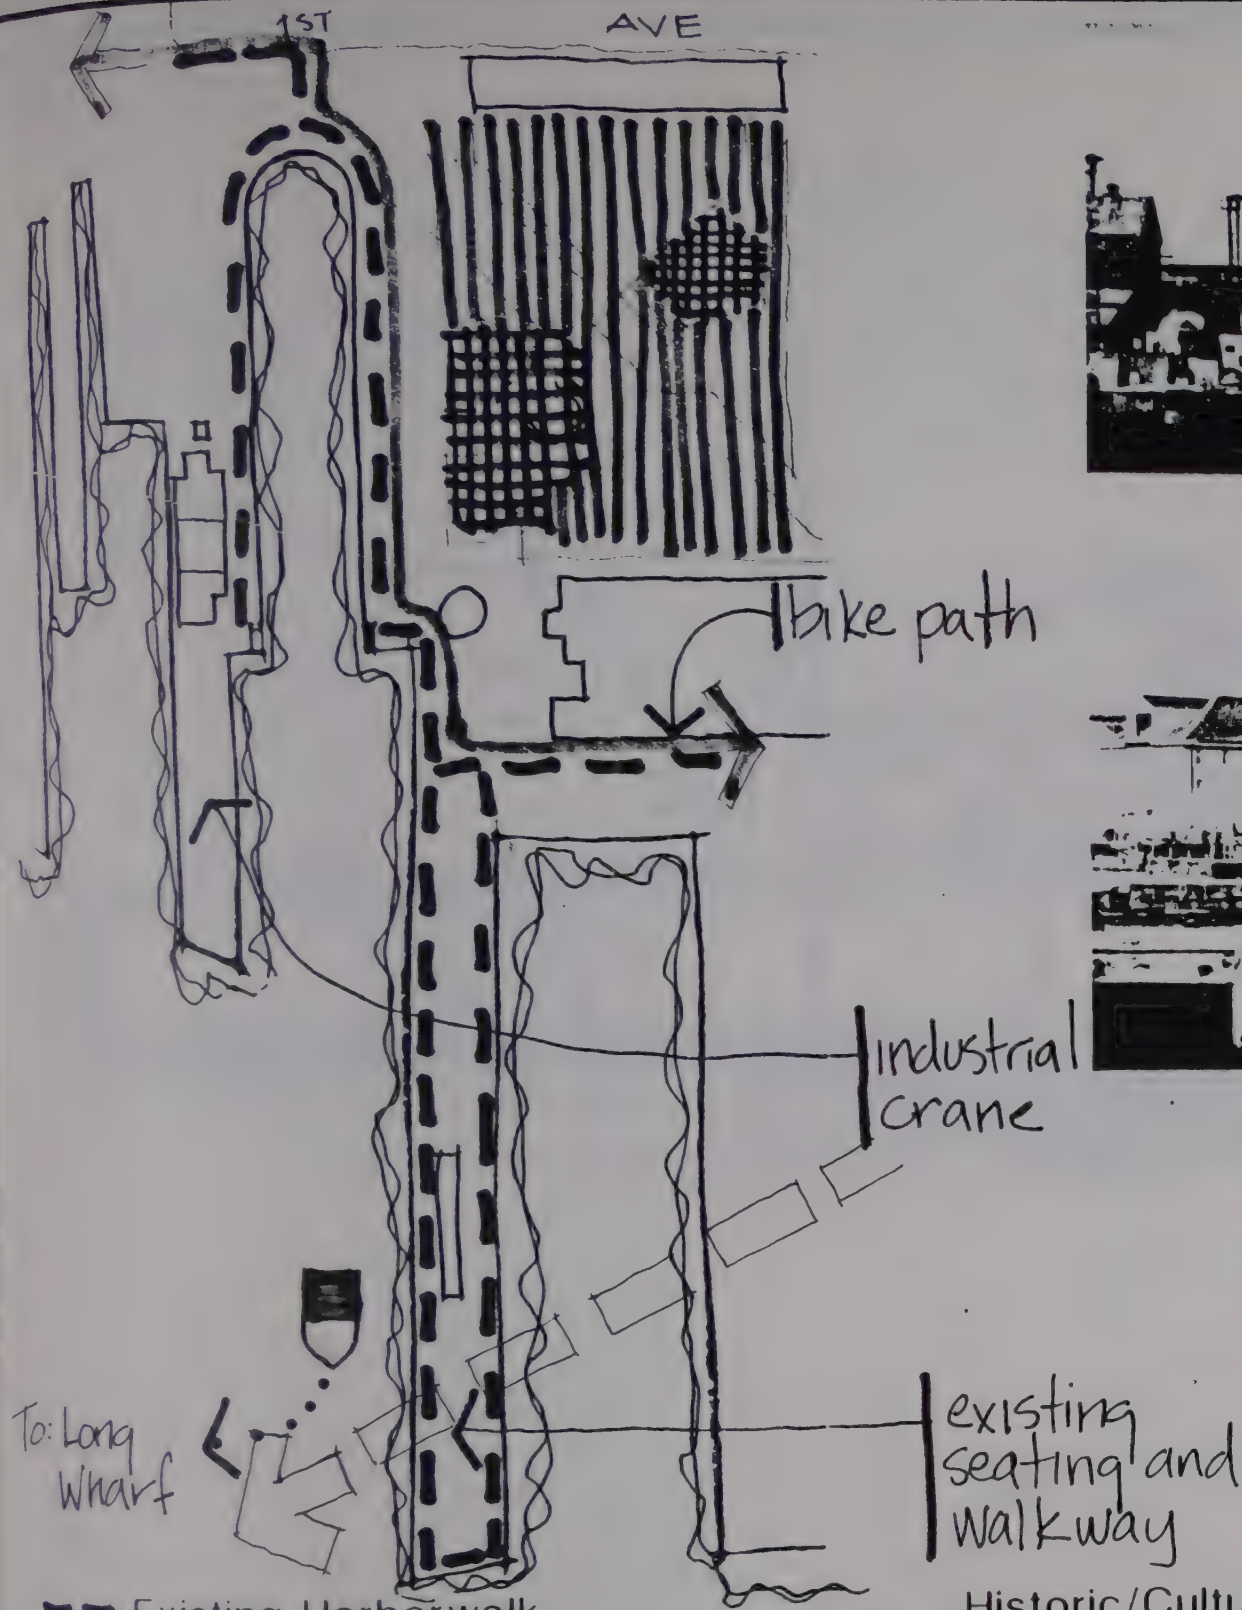 1ST AVE
bike path
industrial
crane
To: Long
Wharf
existing
seating and
walkway
Existing Harborwalk
Historic/Cultu